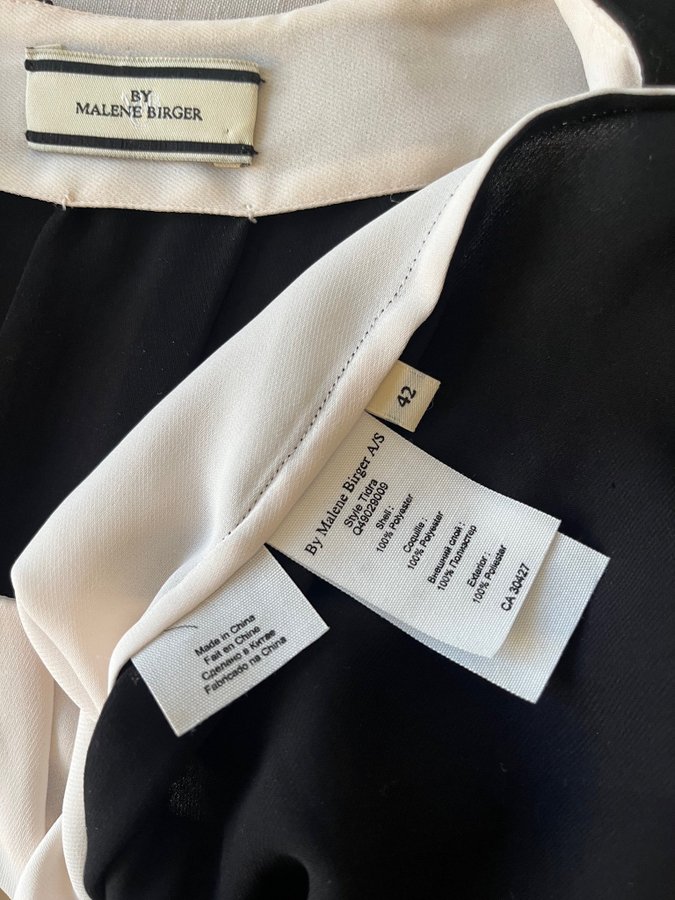 BY
MALENE BIRGER
42
By Malene Birger A/S
Style Tidra
Q49029009
Shell :
100% Polyester
Coquille :
100% Polyester
Внешний слой :
100% Полиэстер
Exterior :
100% Poliester
CA 30427
Made in China
Fait en Chine
Сделано в Китае
Fabricado na China